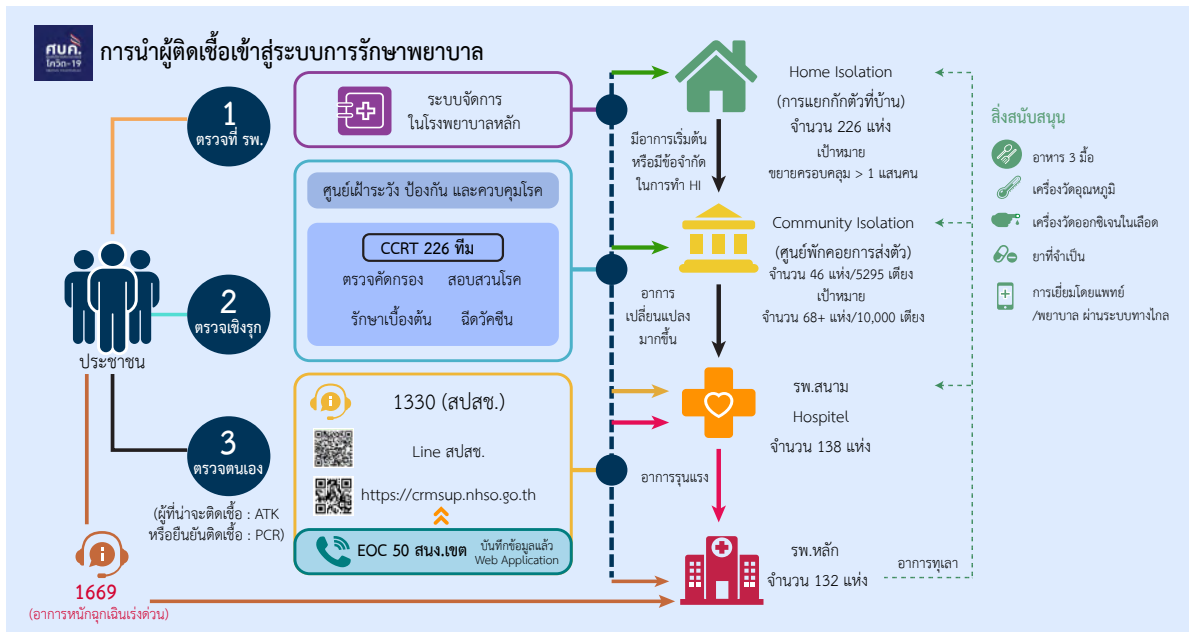 ศบค.
โควิด-19
การนำผู้ติดเชื้อเข้าสู่ระบบการรักษาพยาบาล
1
ตรวจที่ รพ.
2
ตรวจเชิงรุก
3
ตรวจตนเอง
(ผู้ที่น่าจะติดเชื้อ : ATK
หรือยืนยันติดเชื้อ : PCR)
ประชาชน
1669
(อาการหนักฉุกเฉินเร่งด่วน)
ระบบจัดการ
ในโรงพยาบาลหลัก
ศูนย์เฝ้าระวัง ป้องกัน และควบคุมโรค
CCRT 226 ทีม
ตรวจคัดกรอง สอบสวนโรค
รักษาเบื้องต้น ฉีดวัคซีน
1330 (สปสช.)
Line สปสช.
https://crmsup.nhso.go.th
EOC 50 สนง.เขต
บันทึกข้อมูลแล้ว
Web Application
มีอาการเริ่มต้น
หรือมีข้อจำกัด
ในการทำ HI
อาการ
เปลี่ยนแปลง
มากขึ้น
อาการรุนแรง
Home Isolation
(การแยกกักตัวที่บ้าน)
จำนวน 226 แห่ง
เป้าหมาย
ขยายครอบคลุม > 1 แสนคน
Community Isolation
(ศูนย์พักคอยการส่งตัว)
จำนวน 46 แห่ง/5295 เตียง
เป้าหมาย
จำนวน 68+ แห่ง/10,000 เตียง
รพ.สนาม
Hospitel
จำนวน 138 แห่ง
รพ.หลัก
จำนวน 132 แห่ง
อาการทุเลา
สิ่งสนับสนุน
อาหาร 3 มื้อ
เครื่องวัดอุณหภูมิ
เครื่องวัดออกซิเจนในเลือด
ยาที่จำเป็น
การเยี่ยมโดยแพทย์
/พยาบาล ผ่านระบบทางไกล